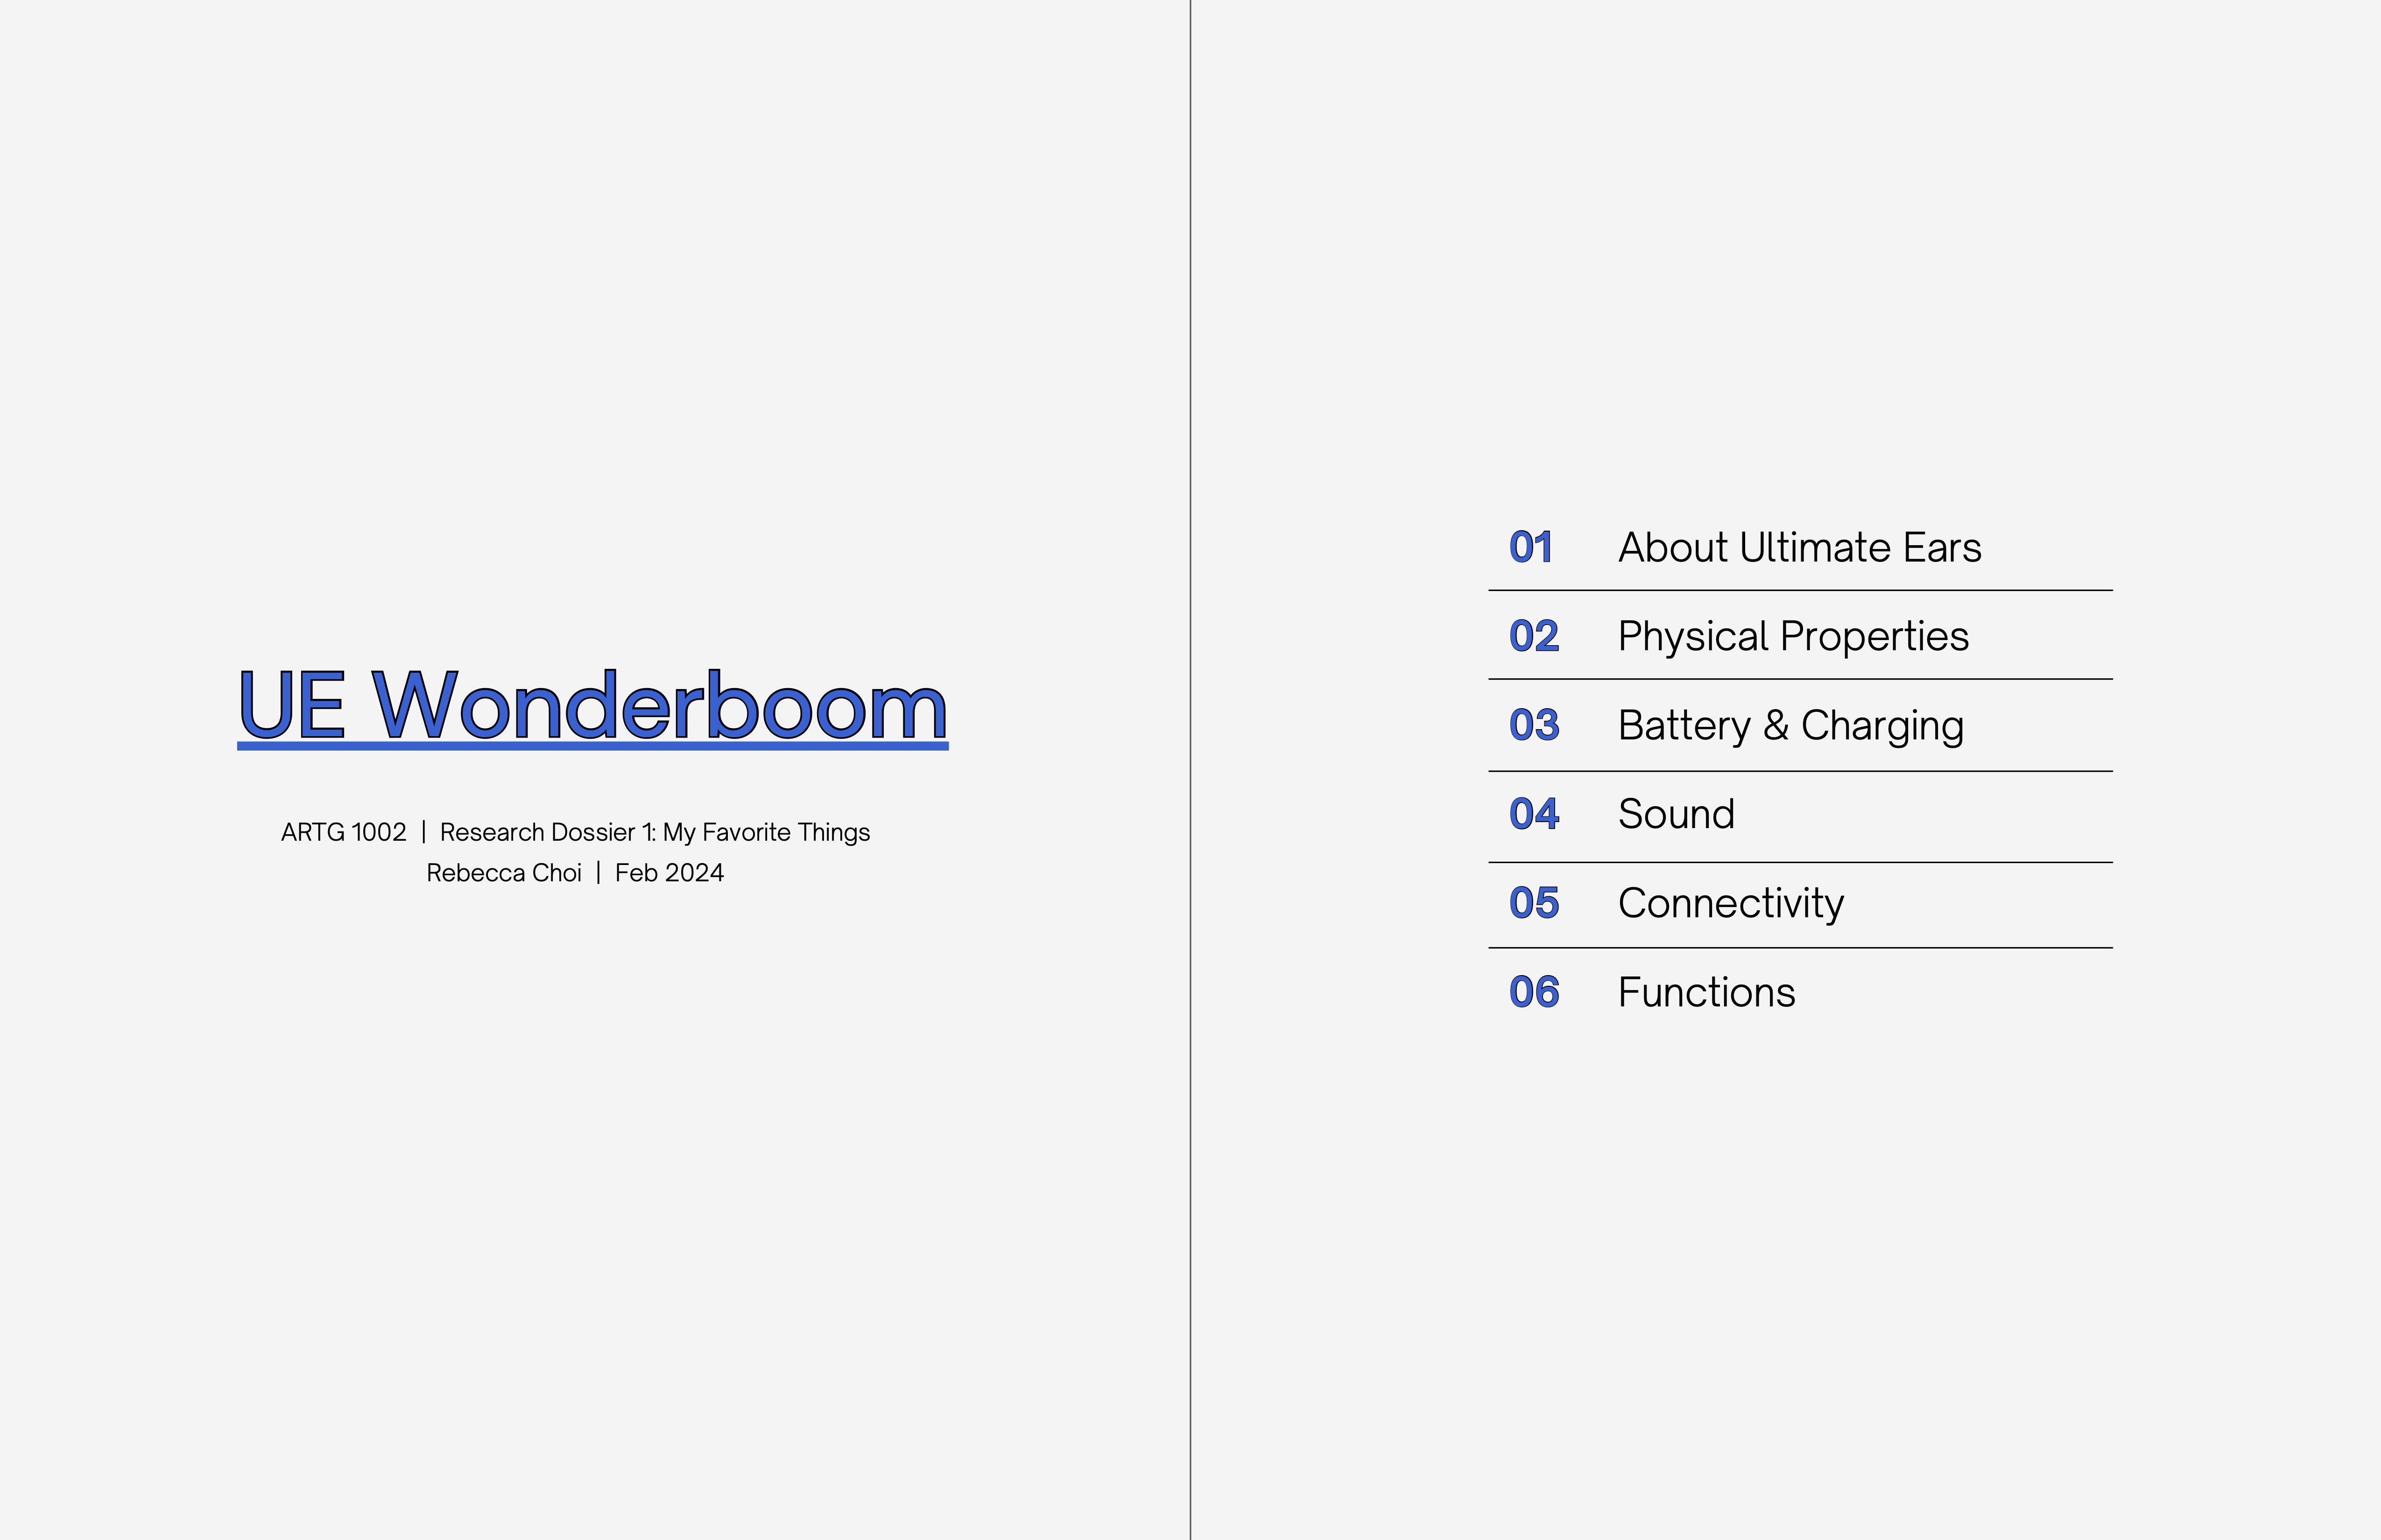 UE Wonderboom
ARTG 1002 | Research Dossier 1: My Favorite Things
Rebecca Choi | Feb 2024
01 About Ultimate Ears
02 Physical Properties
03 Battery & Charging
04 Sound
05 Connectivity
06 Functions